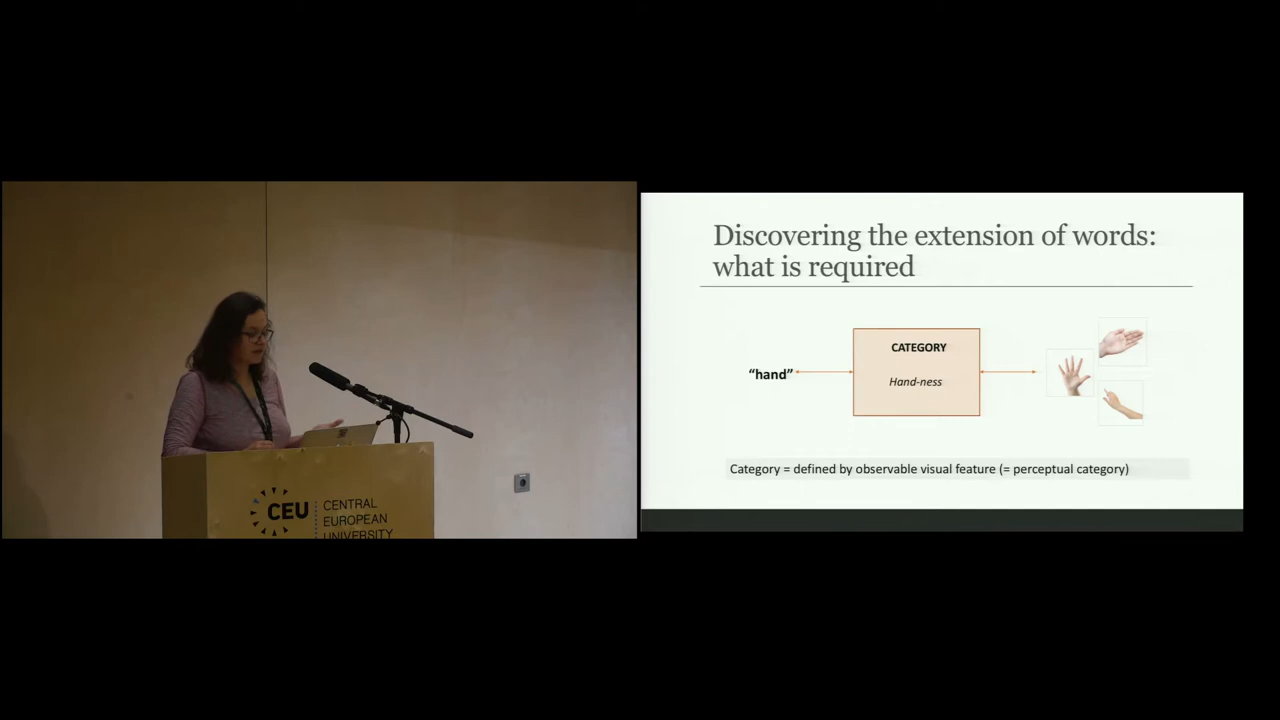 CEU
CENTRAL
EUROPEAN
UNIVERSITY
Discovering the extension of words:
what is required
“hand”
CATEGORY
Hand-ness
Category = defined by observable visual feature (= perceptual category)